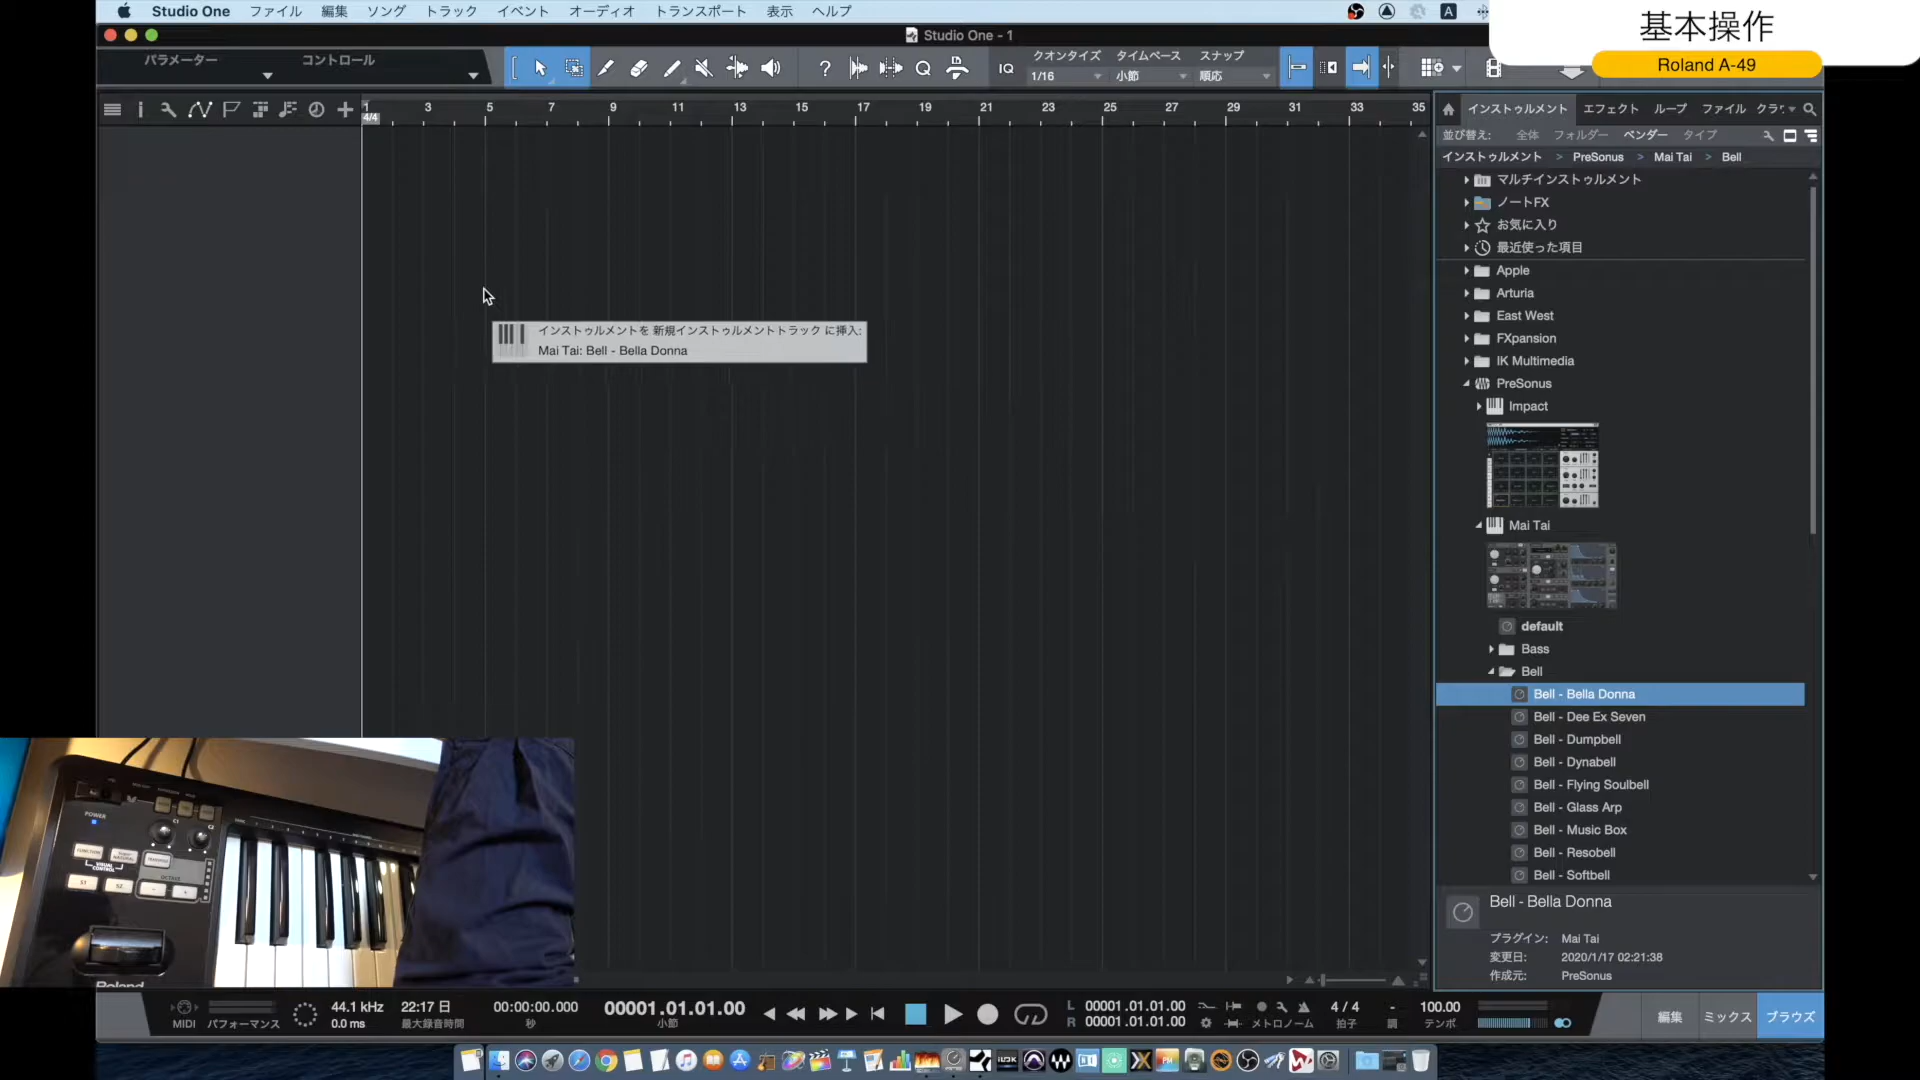 Studio One ファイル 編集 ソング トラック イベント オーディオ トランスポート 表示 ヘルプ
基本操作
Roland A-49
Studio One - 1
パラメーター コントロール
IQ クオンタイズ タイムベース スナップ
1/16 小節 順応
1 3 5 7 9 11 13 15 17 19 21 23 25 27 29 31 33 35
4/4
インストゥルメント エフェクト ループ ファイル クラ
並び替え: 全体 フォルダー ベンダー タイプ
インストゥルメント > PreSonus > Mai Tai > Bell
マルチインストゥルメント
ノートFX
お気に入り
最近使った項目
Apple
Arturia
East West
FXpansion
IK Multimedia
PreSonus
Impact
Mai Tai
default
Bass
Bell
Bell - Bella Donna
Bell - Dee Ex Seven
Bell - Dumpbell
Bell - Dynabell
Bell - Flying Soulbell
Bell - Glass Arp
Bell - Music Box
Bell - Resobell
Bell - Softbell
インストゥルメントを 新規インストゥルメントトラック に挿入:
Mai Tai: Bell - Bella Donna
Bell - Bella Donna
プラグイン: Mai Tai
変更日: 2020/1/17 02:21:38
作成元: PreSonus
POWER
FUNCTION
OCTAVE
S1 S2
C1 C2
Roland
MIDI パフォーマンス
44.1 kHz
0.0 ms
22:17 日
最大録音時間
00:00:00.000
秒
00001.01.01.00
小節
L 00001.01.01.00
R 00001.01.01.00
メトロノーム
4 / 4
拍子
-
調
100.00
テンポ
編集 ミックス ブラウズ